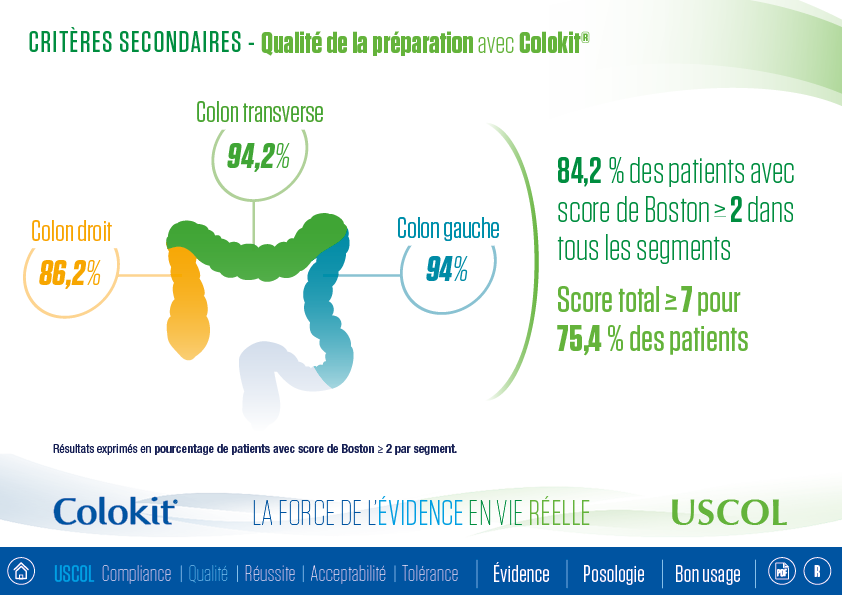 CRITÈRES SECONDAIRES - Qualité de la préparation avec Colokit®
Colon transverse
94,2%
Colon droit
86,2%
Colon gauche
94%
84,2 % des patients avec
score de Boston ≥ 2 dans
tous les segments
Score total ≥ 7 pour
75,4 % des patients
Résultats exprimés en pourcentage de patients avec score de Boston ≥ 2 par segment.
Colokit®
LA FORCE DE L'ÉVIDENCE EN VIE RÉELLE
USCOL
USCOL Compliance | Qualité | Réussite | Acceptabilité | Tolérance | Évidence | Posologie | Bon usage | PDF R